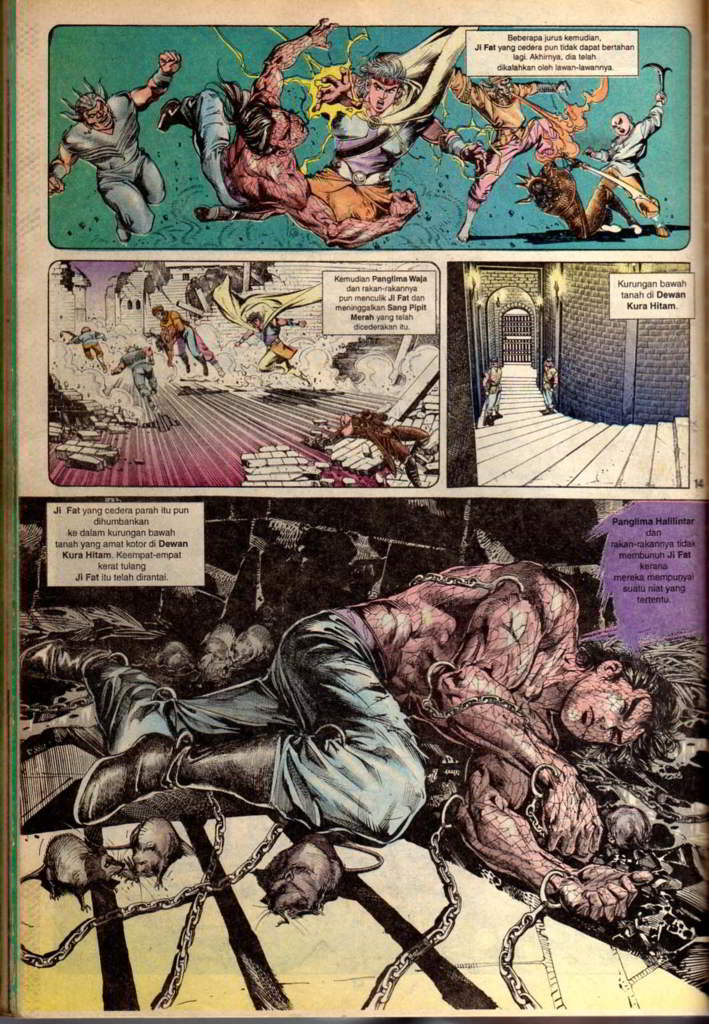 Beberapa jurus kemudian,
Ji Fat yang cedera pun tidak dapat bertahan
lagi. Akhirnya, dia telah
dikalahkan oleh lawan-lawannya.
Kemudian Panglima Waja
dan rakan-rakannya
pun menculik Ji Fat dan
meninggalkan Sang Pipit
Merah yang telah
dicederakan itu.
Kurungan bawah
tanah di Dewan
Kura Hitam.
14
Ji Fat yang cedera parah itu pun
dihumbankan
ke dalam kurungan bawah
tanah yang amat kotor di Dewan
Kura Hitam. Keempat-empat
kerat tulang
Ji Fat itu telah dirantai.
Panglima Halilintar
dan
rakan-rakannya tidak
membunuh Ji Fat
kerana
mereka mempunyai
suatu niat yang
tertentu.